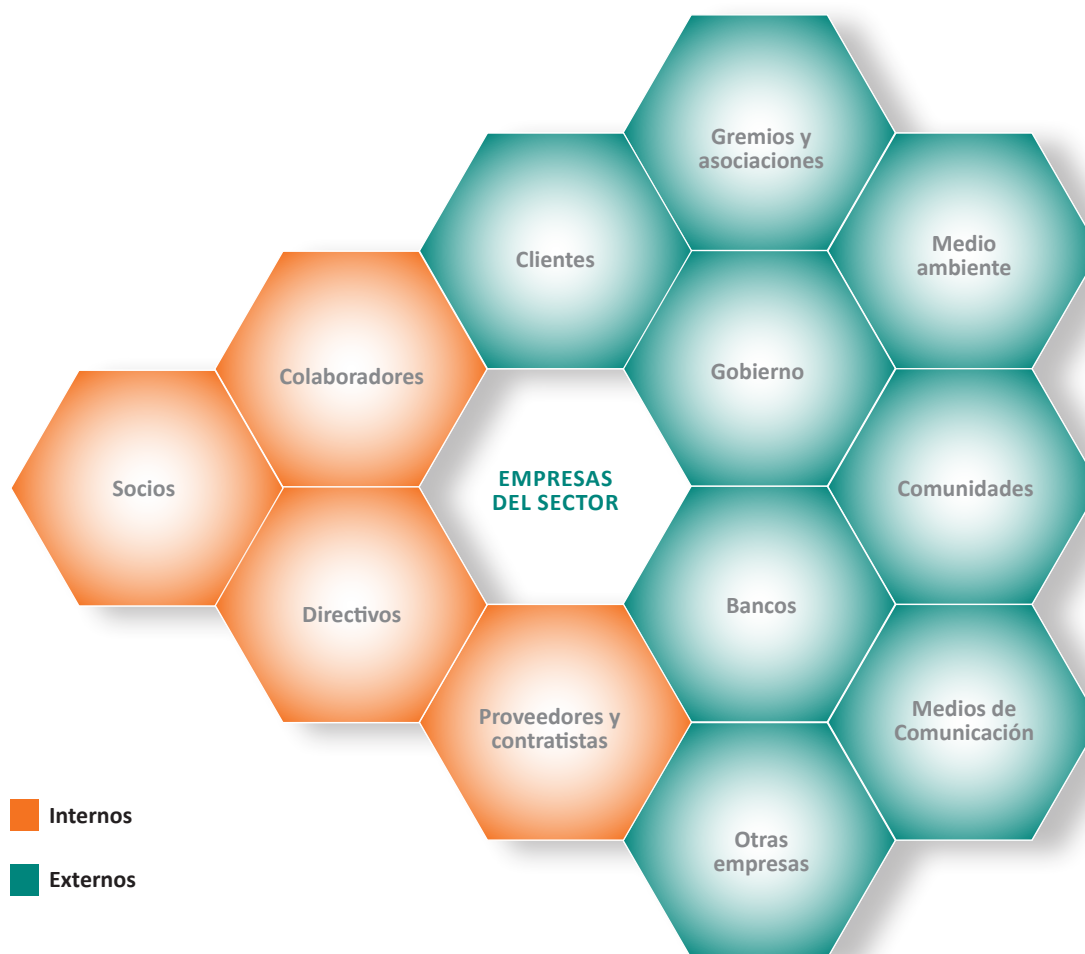 Gremios y
asociaciones
Clientes
Medio
ambiente
Colaboradores
Gobierno
Socios
EMPRESAS
DEL SECTOR
Comunidades
Directivos
Bancos
Proveedores y
contratistas
Medios de
Comunicación
Otras
empresas
Internos
Externos